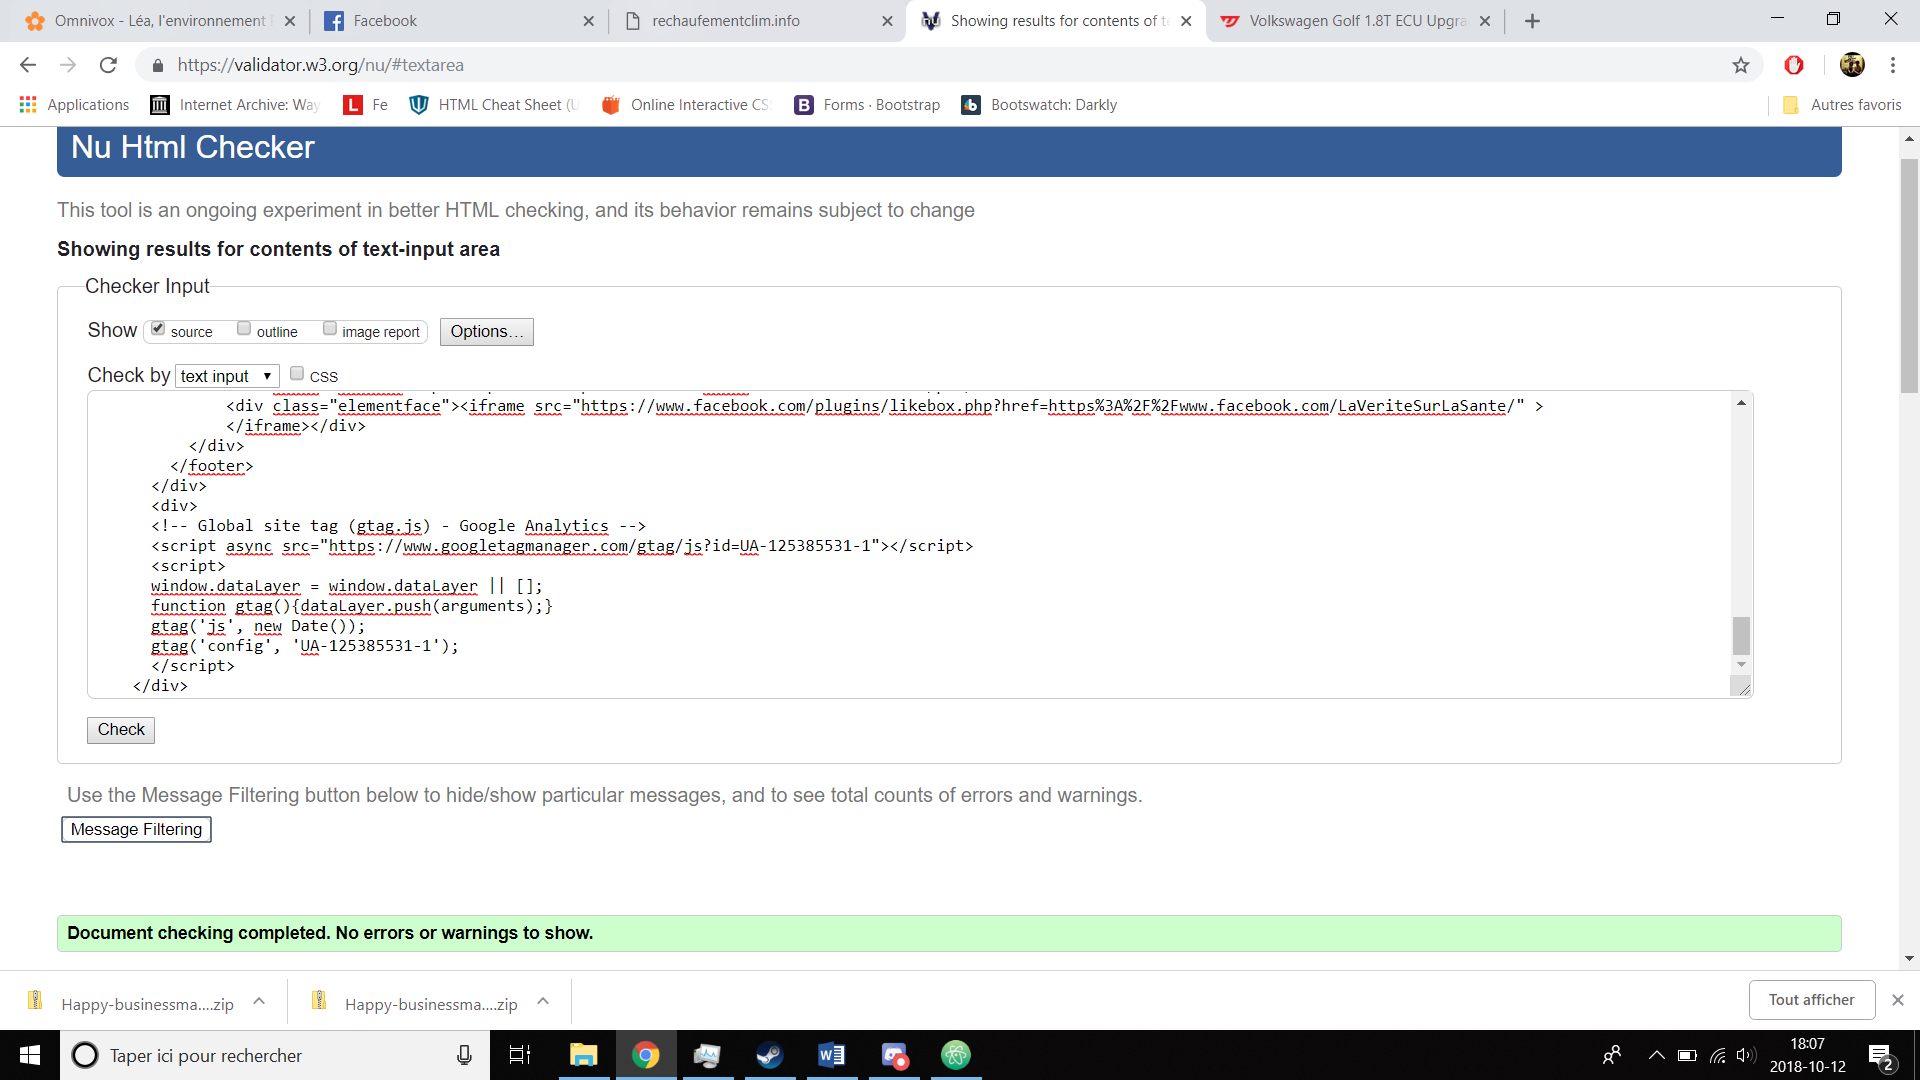 Omnivox - Léa, l'environnement
Facebook
rechaufementclim.info
Showing results for contents of te
Volkswagen Golf 1.8T ECU Upgra
https://validator.w3.org/nu/#textarea
Applications
Internet Archive: Way
Fe
HTML Cheat Sheet (U
Online Interactive CS
Forms · Bootstrap
Bootswatch: Darkly
Autres favoris
Nu Html Checker
This tool is an ongoing experiment in better HTML checking, and its behavior remains subject to change
Showing results for contents of text-input area
Checker Input
Show source outline image report Options...
Check by text input CSS
<div class="elementface"><iframe src="https://www.facebook.com/plugins/likebox.php?href=https%3A%2F%2Fwww.facebook.com/LaVeriteSurLaSante/" >
</iframe></div>
</div>
</footer>
</div>
<div>
<!-- Global site tag (gtag.js) - Google Analytics -->
<script async src="https://www.googletagmanager.com/gtag/js?id=UA-125385531-1"></script>
<script>
window.dataLayer = window.dataLayer || [];
function gtag(){dataLayer.push(arguments);}
gtag('js', new Date());
gtag('config', 'UA-125385531-1');
</script>
</div>
Check
Use the Message Filtering button below to hide/show particular messages, and to see total counts of errors and warnings.
Message Filtering
Document checking completed. No errors or warnings to show.
Happy-businessma....zip
Happy-businessma....zip
Tout afficher
Taper ici pour rechercher
18:07
2018-10-12
2